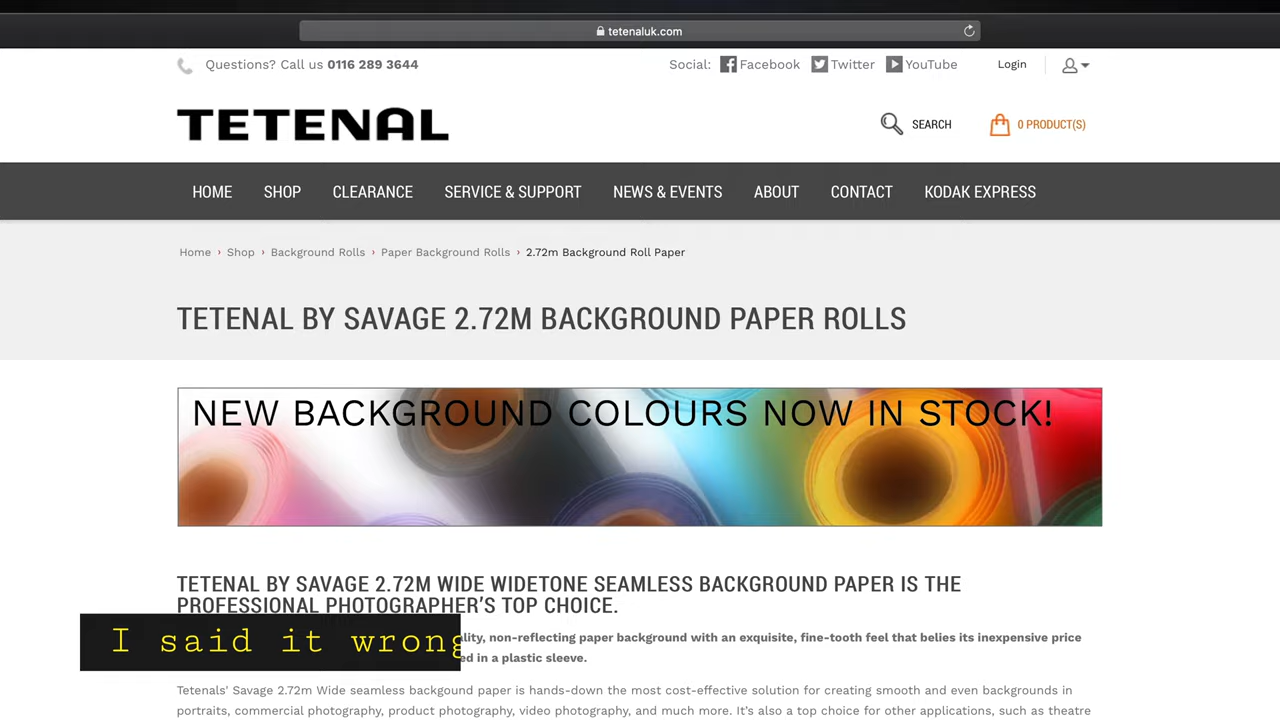 tetenaluk.com
Questions? Call us 0116 289 3644
Social: Facebook Twitter YouTube Login
TETENAL
SEARCH
0 PRODUCT(S)
HOME SHOP CLEARANCE SERVICE & SUPPORT NEWS & EVENTS ABOUT CONTACT KODAK EXPRESS
Home › Shop › Background Rolls › Paper Background Rolls › 2.72m Background Roll Paper
TETENAL BY SAVAGE 2.72M BACKGROUND PAPER ROLLS
NEW BACKGROUND COLOURS NOW IN STOCK!
TETENAL BY SAVAGE 2.72M WIDE WIDETONE SEAMLESS BACKGROUND PAPER IS THE
PROFESSIONAL PHOTOGRAPHER’S TOP CHOICE.
I said it wrong
non-reflecting paper background with an exquisite, fine-tooth feel that belies its inexpensive price
in a plastic sleeve.
Tetenals' Savage 2.72m Wide seamless backgound paper is hands-down the most cost-effective solution for creating smooth and even backgrounds in
portraits, commercial photography, product photography, video photography, and much more. It’s also a top choice for other applications, such as theatre